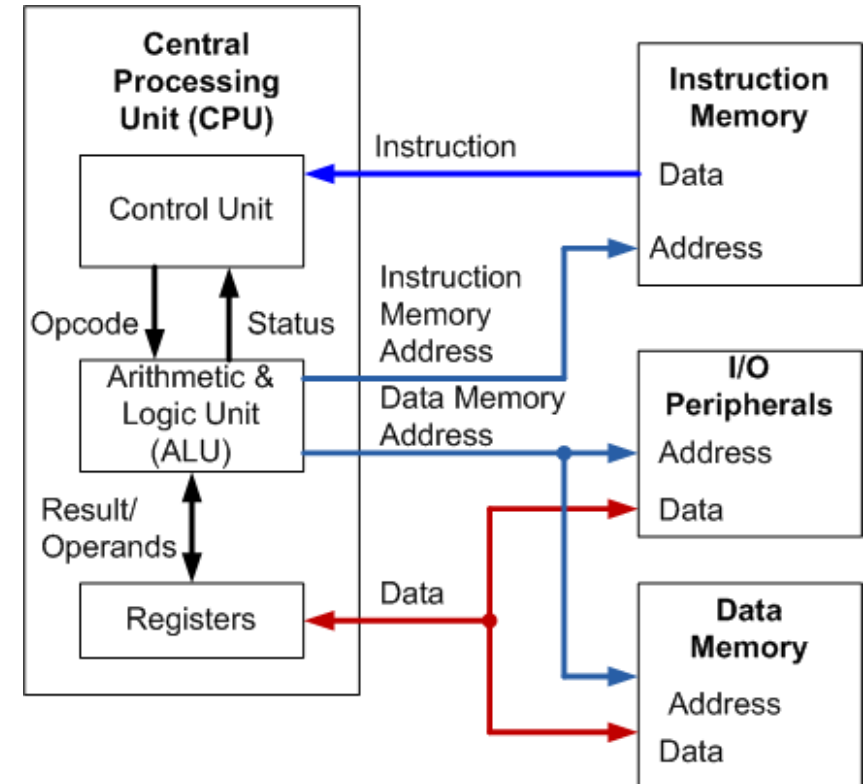 Central
Processing
Unit (CPU)
Control Unit
Opcode
Status
Arithmetic &
Logic Unit
(ALU)
Result/
Operands
Registers
Instruction
Instruction
Memory
Address
Data Memory
Address
Data
Instruction
Memory
Data
Address
I/O
Peripherals
Address
Data
Data
Memory
Address
Data